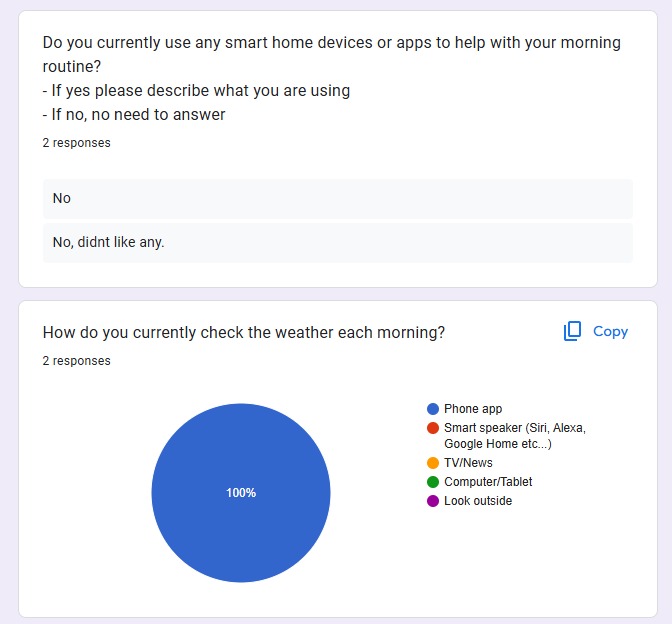 Do you currently use any smart home devices or apps to help with your morning
routine?
- If yes please describe what you are using
- If no, no need to answer
2 responses
No
No, didnt like any.
How do you currently check the weather each morning?
Copy
2 responses
100%
Phone app
Smart speaker (Siri, Alexa,
Google Home etc...)
TV/News
Computer/Tablet
Look outside